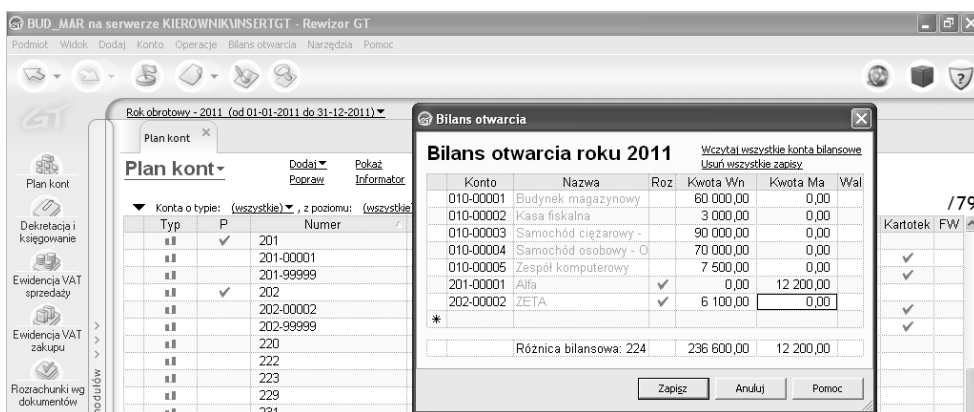 BUD_MAR na serwerze KIEROWNIK\INSERTGT - Rewizor GT
Podmiot Widok Dodaj Konto Operacje Bilans otwarcia Narzędzia Pomoc
GT
Rok obrotowy - 2011 (od 01-01-2011 do 31-12-2011)
Plan kont
Plan kont
Dodaj Pokaż
Popraw Informator
Konta o typie: (wszystkie) , z poziomu: (wszystkie
Typ P Numer
201
201-00001
201-99999
202
202-00002
202-99999
220
222
223
229
231
Plan kont
Dekretacja i
księgowanie
Ewidencja VAT
sprzedaży
Ewidencja VAT
zakupu
Rozrachunki wg
dokumentów
modułów
Bilans otwarcia
Bilans otwarcia roku 2011
Wczytaj wszystkie konta bilansowe
Usuń wszystkie zapisy
Konto Nazwa Roz Kwota Wn Kwota Ma Wal
010-00001 Budynek magazynowy 60 000,00 0,00
010-00002 Kasa fiskalna 3 000,00 0,00
010-00003 Samochód ciężarowy - 90 000,00 0,00
010-00004 Samochód osobowy - O 70 000,00 0,00
010-00005 Zespół komputerowy 7 500,00 0,00
201-00001 Alfa 0,00 12 200,00
202-00002 ZETA 6 100,00 0,00
Różnica bilansowa: 224 236 600,00 12 200,00
Zapisz Anuluj Pomoc
/79
Kartotek FW